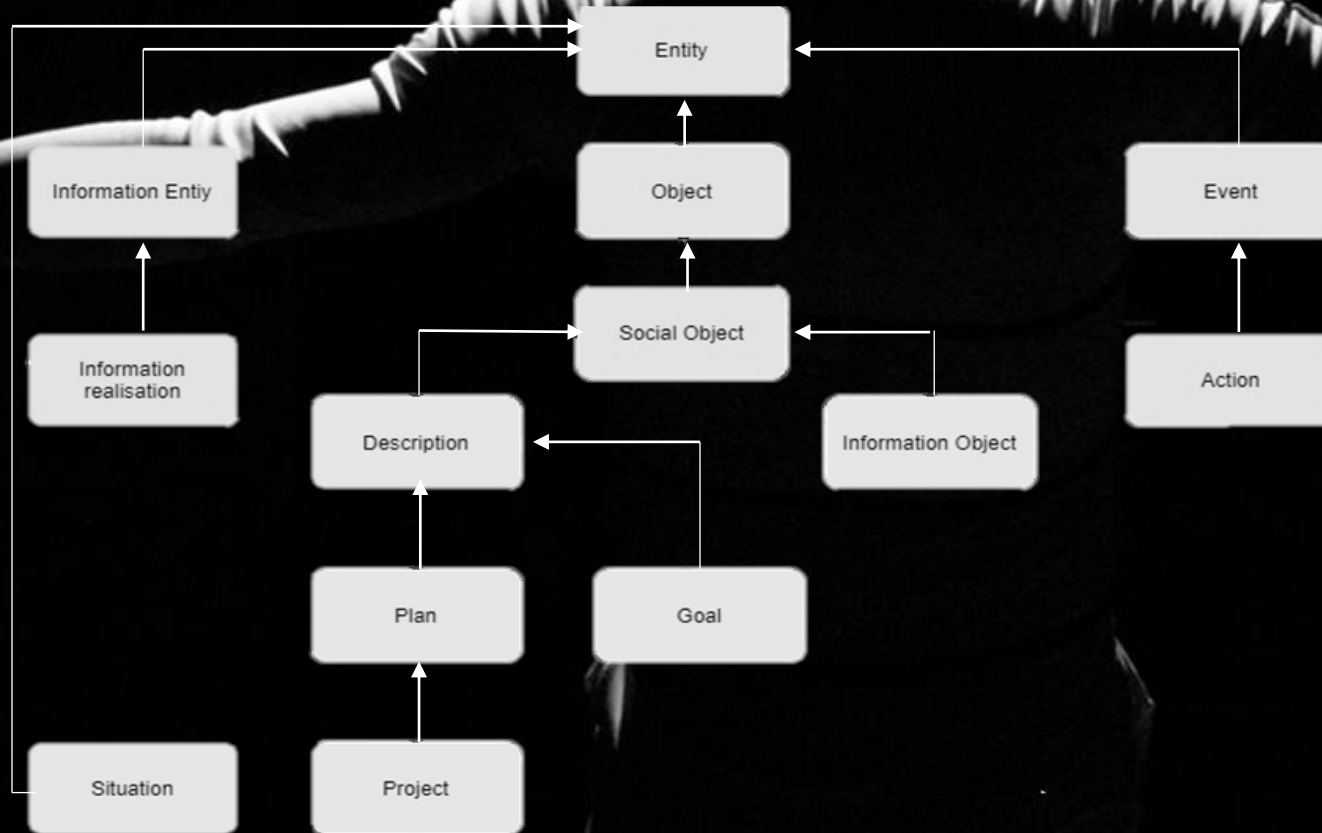 Entity
Information Entiy
Object
Event
Social Object
Information
realisation
Action
Description
Information Object
Plan
Goal
Situation
Project